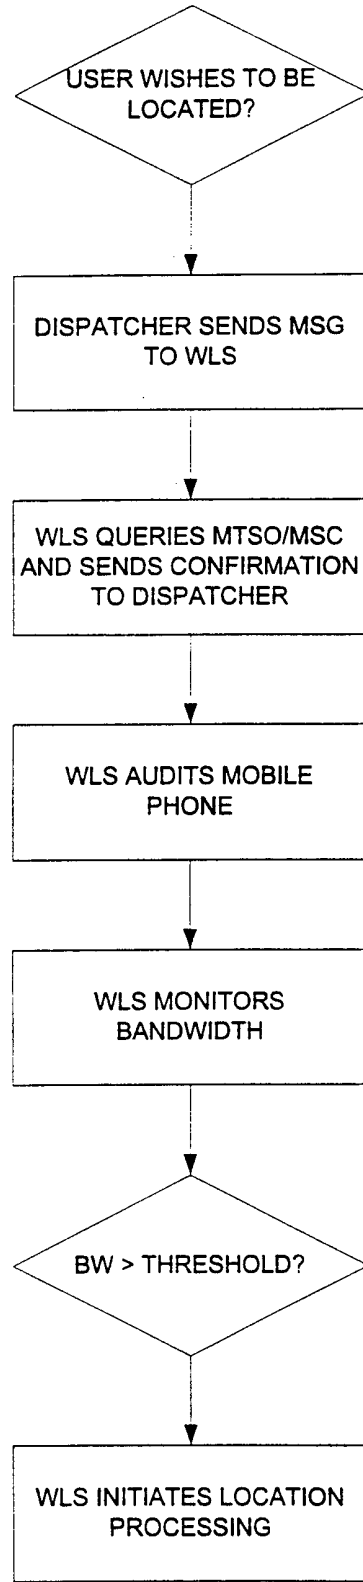 USER WISHES TO BE
LOCATED?
DISPATCHER SENDS MSG
TO WLS
WLS QUERIES MTSO/MSC
AND SENDS CONFIRMATION
TO DISPATCHER
WLS AUDITS MOBILE
PHONE
WLS MONITORS
BANDWIDTH
BW > THRESHOLD?
WLS INITIATES LOCATION
PROCESSING